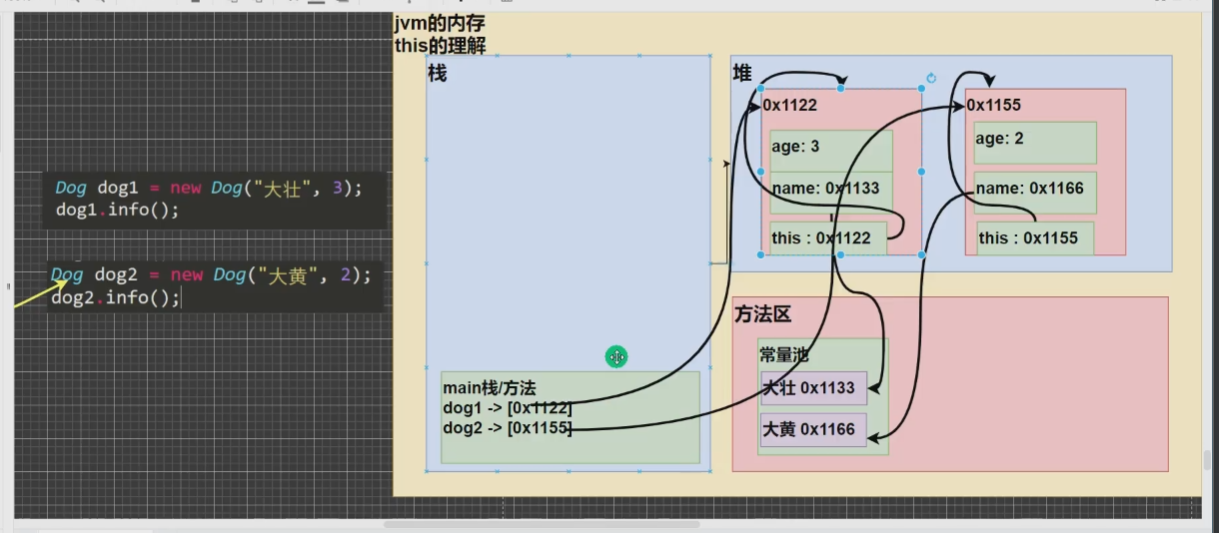 jvm的内存
this的理解
栈
堆
0x1122
age: 3
name: 0x1133
this : 0x1122
0x1155
age: 2
name: 0x1166
this : 0x1155
Dog dog1 = new Dog("大壮", 3);
dog1.info();
Dog dog2 = new Dog("大黄", 2);
dog2.info();
main栈/方法
dog1 -> [0x1122]
dog2 -> [0x1155]
方法区
常量池
大壮 0x1133
大黄 0x1166